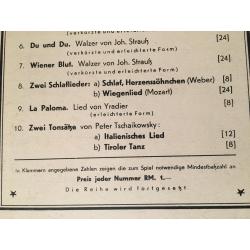 (verkürzte und erleichterte Form)
6. Du und Du. Walzer von Joh. Strauß [24]
(verkürzte und erleichterte Form)
7. Wiener Blut. Walzer von Joh. Strauß [24]
(verkürzte und erleichterte Form)
8. Zwei Schlaflieder: a) Schlaf, Herzenssöhnchen (Weber) [8]
b) Wiegenlied (Mozart) [24]
9. La Paloma. Lied von Yradier [8]
(erleichterte Form)
10. Zwei Tonsätze von Peter Tschaikowsky:
a) Italienisches Lied [12]
b) Tiroler Tanz [8]
In Klammern angegebene Zahlen zeigen die zum Spiel notwendige Mindestbaßzahl an
Preis jeder Nummer RM. 1.—
Die Reihe wird fortgesetzt